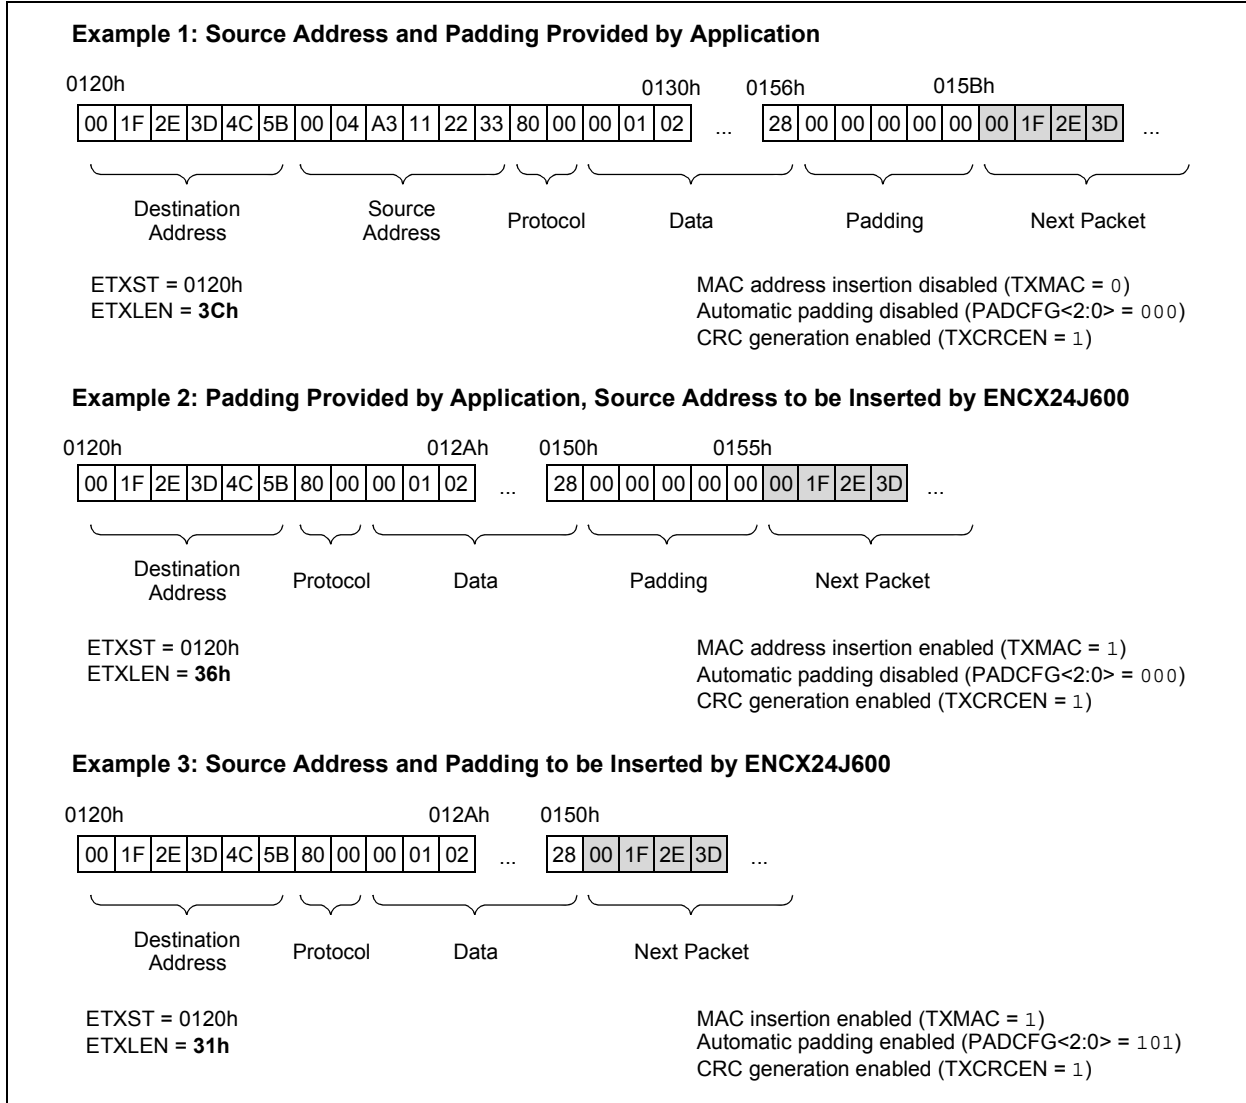 Example 1: Source Address and Padding Provided by Application
0120h 0130h 0156h 015Bh
00 1F 2E 3D 4C 5B 00 04 A3 11 22 33 80 00 00 01 02 ... 28 00 00 00 00 00 00 1F 2E 3D ...
Destination Address Source Address Protocol Data Padding Next Packet
ETXST = 0120h MAC address insertion disabled (TXMAC = 0)
ETXLEN = 3Ch Automatic padding disabled (PADCFG<2:0> = 000)
CRC generation enabled (TXCRCEN = 1)
Example 2: Padding Provided by Application, Source Address to be Inserted by ENCX24J600
0120h 012Ah 0150h 0155h
00 1F 2E 3D 4C 5B 80 00 00 01 02 ... 28 00 00 00 00 00 00 1F 2E 3D ...
Destination Address Protocol Data Padding Next Packet
ETXST = 0120h MAC address insertion enabled (TXMAC = 1)
ETXLEN = 36h Automatic padding disabled (PADCFG<2:0> = 000)
CRC generation enabled (TXCRCEN = 1)
Example 3: Source Address and Padding to be Inserted by ENCX24J600
0120h 012Ah 0150h
00 1F 2E 3D 4C 5B 80 00 00 01 02 ... 28 00 1F 2E 3D ...
Destination Address Protocol Data Next Packet
ETXST = 0120h MAC insertion enabled (TXMAC = 1)
ETXLEN = 31h Automatic padding enabled (PADCFG<2:0> = 101)
CRC generation enabled (TXCRCEN = 1)